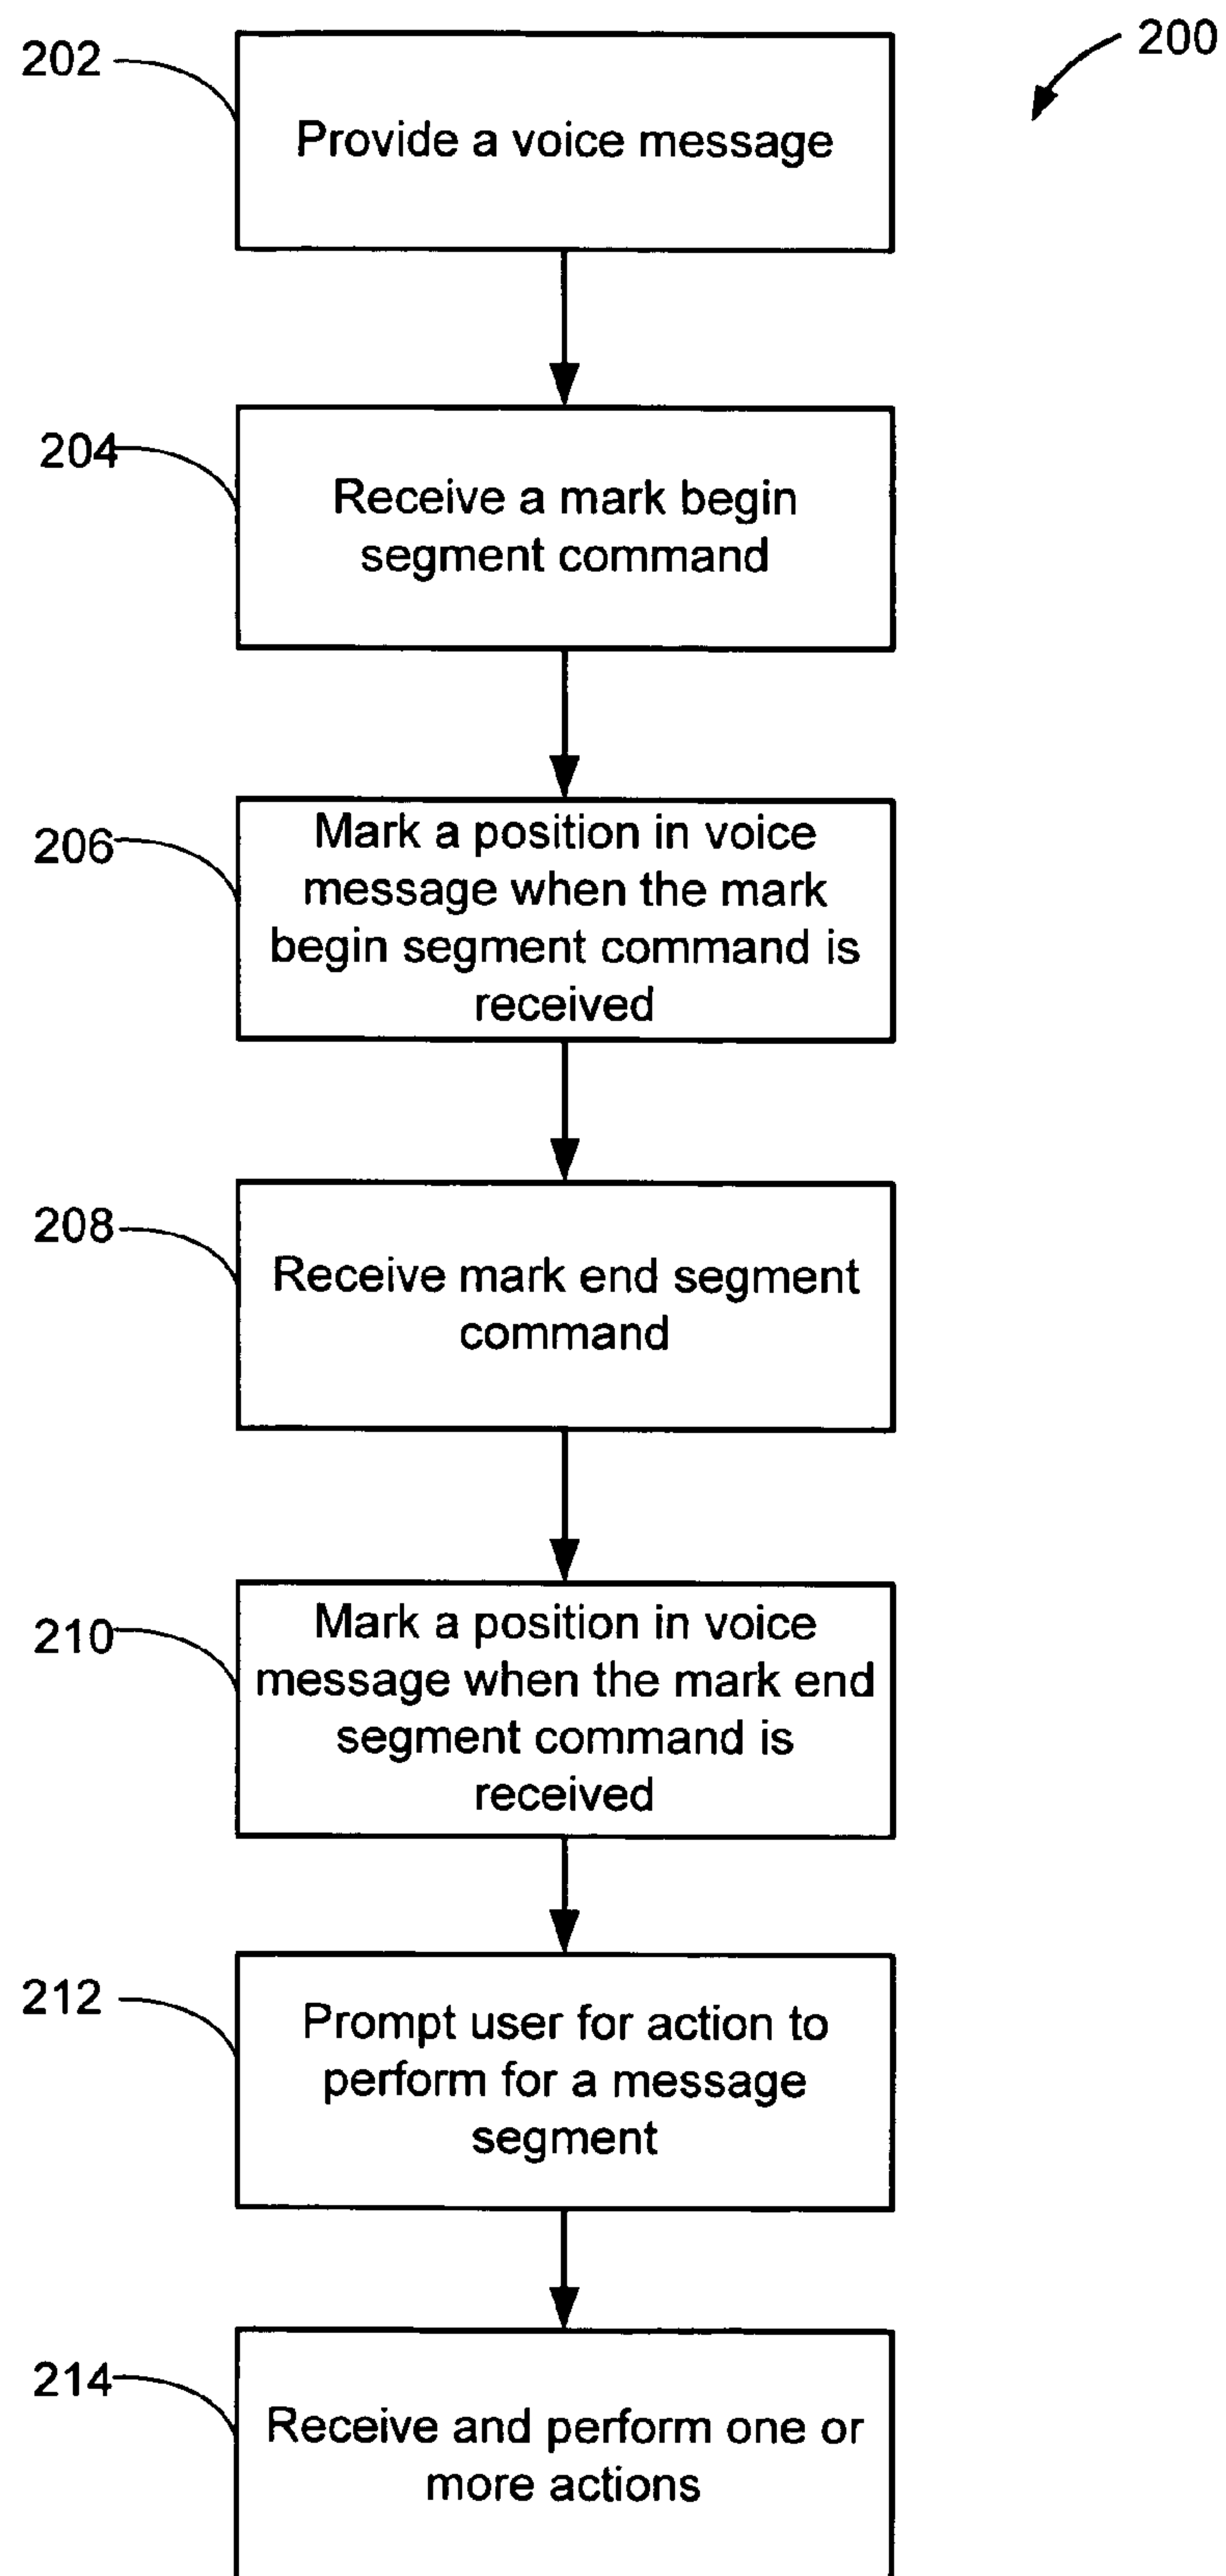 200
202
Provide a voice message
204
Receive a mark begin
segment command
206
Mark a position in voice
message when the mark
begin segment command is
received
208
Receive mark end segment
command
210
Mark a position in voice
message when the mark end
segment command is
received
212
Prompt user for action to
perform for a message
segment
214
Receive and perform one or
more actions